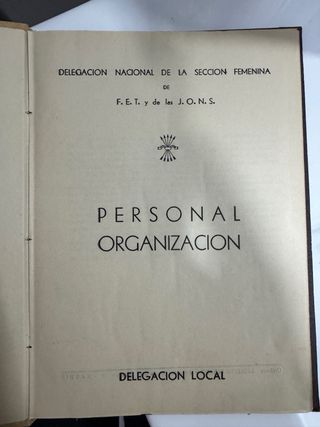 DELEGACION NACIONAL DE LA SECCION FEMENINA
DE
F. E. T. y de las J. O. N. S.
PERSONAL
ORGANIZACION
DELEGACION LOCAL